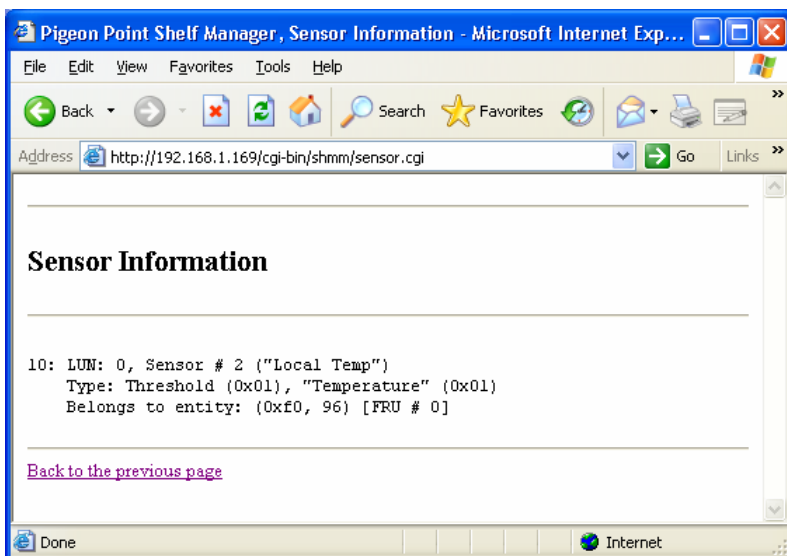 Pigeon Point Shelf Manager, Sensor Information - Microsoft Internet Exp...
File Edit View Favorites Tools Help
Back Search Favorites »
Address http://192.168.1.169/cgi-bin/shmm/sensor.cgi Go Links »
Sensor Information
10: LUN: 0, Sensor # 2 ("Local Temp")
Type: Threshold (0x01), "Temperature" (0x01)
Belongs to entity: (0xf0, 96) [FRU # 0]
Back to the previous page
Done Internet